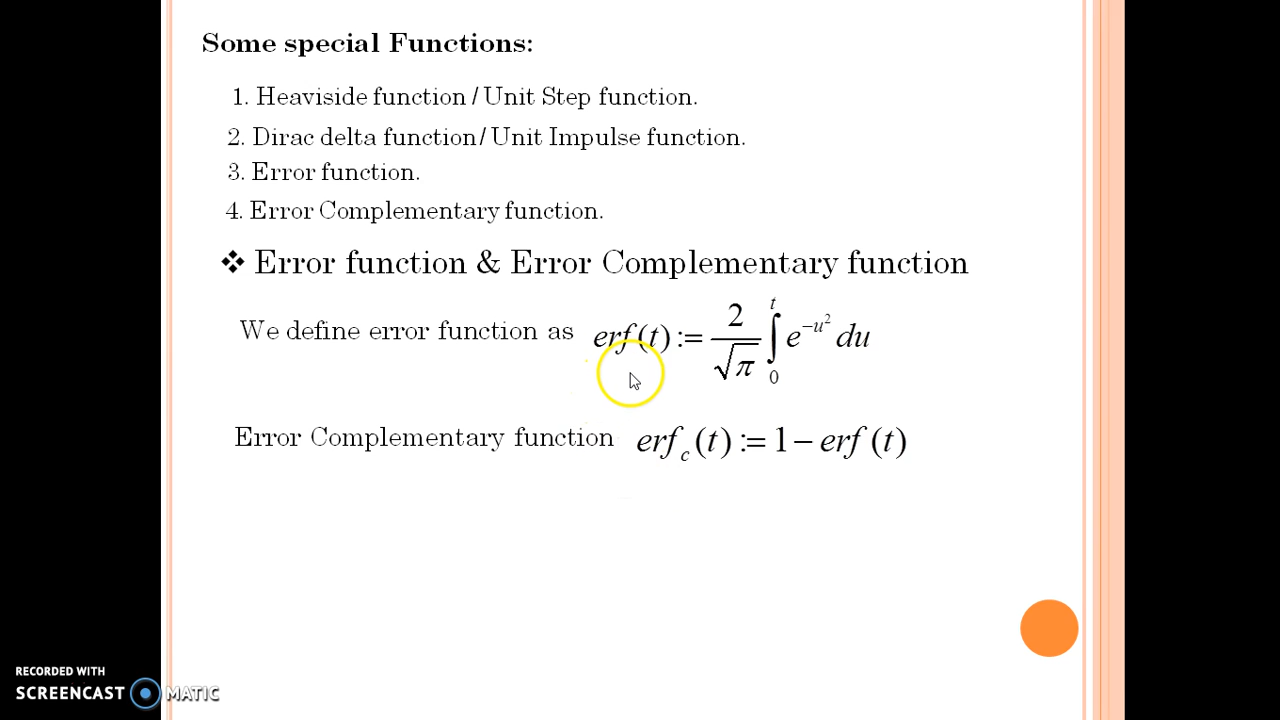 Some special Functions:
1. Heaviside function / Unit Step function.
2. Dirac delta function/ Unit Impulse function.
3. Error function.
4. Error Complementary function.
❖ Error function & Error Complementary function
We define error function as erf(t) := 2/√π ∫₀ᵗ e^(−u²) du
Error Complementary function erf_c(t) := 1 − erf(t)
RECORDED WITH
SCREENCAST MATIC